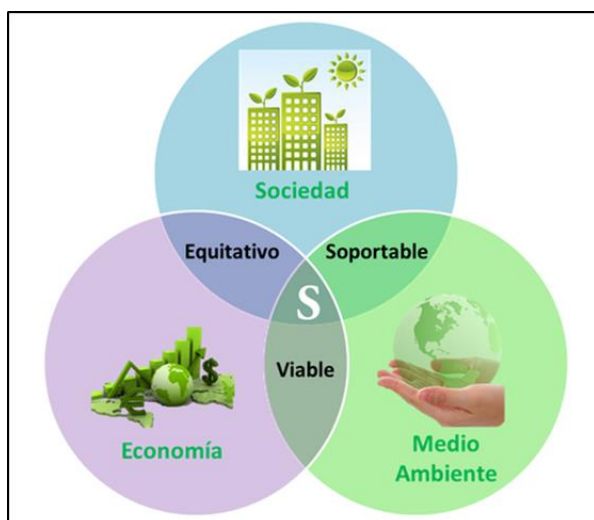 Sociedad
Equitativo
Soportable
S
Viable
$
€
Economía
Medio
Ambiente